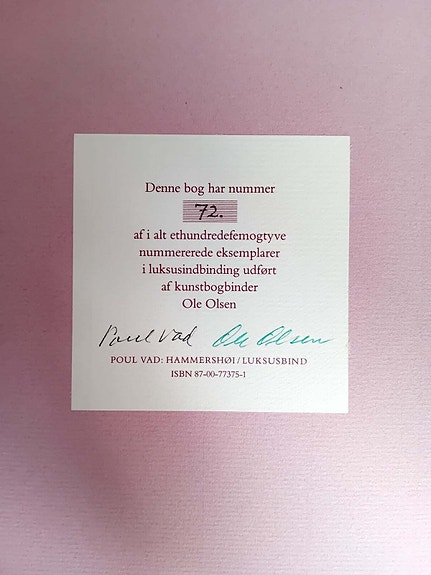 Denne bog har nummer
72.
af i alt ethundredefemogtyve
nummererede eksemplarer
i luksusindbinding udført
af kunstbogbinder
Ole Olsen
Poul Vad Ole Olsen
POUL VAD: HAMMERSHØI / LUKSUSBIND
ISBN 87-00-77375-1